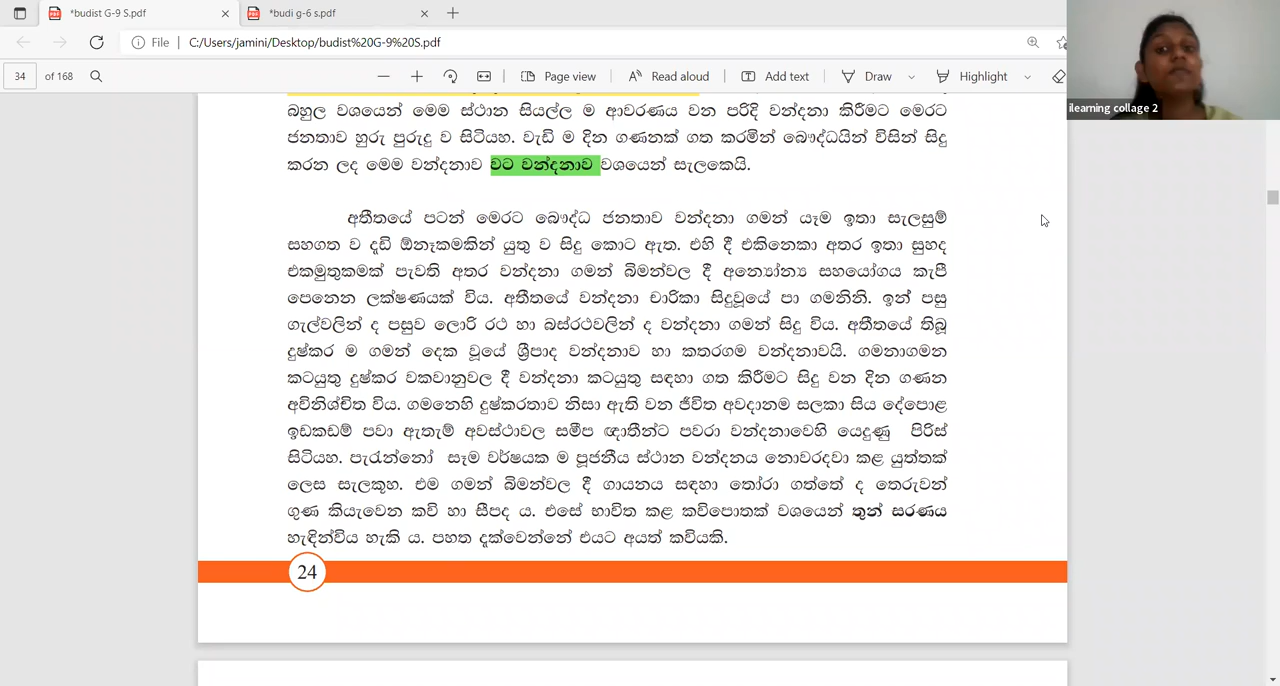 *budist G-9 S.pdf
*budi g-6 s.pdf
File C:/Users/jamini/Desktop/budist%20G-9%20S.pdf
34 of 168 Page view Read aloud Add text Draw Highlight
ilearning collage 2
බහුල වශයෙන් මෙම ස්ථාන සියල්ල ම ආවරණය වන පරිදි වන්දනා කිරීමට මෙරට
ජනතාව හුරු පුරුදු ව සිටියහ. වැඩි ම දින ගණනක් ගත කරමින් බෞද්ධයින් විසින් සිදු
කරන ලද මෙම වන්දනාව වට වන්දනාව වශයෙන් සැලකෙයි.
අතීතයේ පටන් මෙරට බෞද්ධ ජනතාව වන්දනා ගමන් යෑම ඉතා සැලසුම්
සහගත ව දැඩි ඕනෑකමකින් යුතු ව සිදු කොට ඇත. එහි දී එකිනෙකා අතර ඉතා සුහද
එකමුතුකමක් පැවති අතර වන්දනා ගමන් බිමන්වල දී අන්‍යෝන්‍ය සහයෝගය කැපී
පෙනෙන ලක්ෂණයක් විය. අතීතයේ වන්දනා චාරිකා සිදුවූයේ පා ගමනිනි. ඉන් පසු
ගැල්වලින් ද පසුව ලොරි රථ හා බස්රථවලින් ද වන්දනා ගමන් සිදු විය. අතීතයේ තිබූ
දුෂ්කර ම ගමන් දෙක වූයේ ශ්‍රීපාද වන්දනාව හා කතරගම වන්දනාවයි. ගමනාගමන
කටයුතු දුෂ්කර වකවානුවල දී වන්දනා කටයුතු සඳහා ගත කිරීමට සිදු වන දින ගණන
අවිනිශ්චිත විය. ගමනෙහි දුෂ්කරතාව නිසා ඇති වන ජීවිත අවදානම සලකා සිය දේපොළ
ඉඩකඩම් පවා ඇතැම් අවස්ථාවල සමීප ඥාතීන්ට පවරා වන්දනාවෙහි යෙදුණු පිරිස්
සිටියහ. පැරැන්නෝ සෑම වර්ෂයක ම පූජනීය ස්ථාන වන්දනය නොවරදවා කළ යුත්තක්
ලෙස සැලකූහ. එම ගමන් බිමන්වල දී ගායනය සඳහා තෝරා ගත්තේ ද තෙරුවන්
ගුණ කියැවෙන කවි හා සීපද ය. එසේ භාවිත කළ කවිපොතක් වශයෙන් තුන් සරණය
හැඳින්විය හැකි ය. පහත දැක්වෙන්නේ එයට අයත් කවියකි.
24